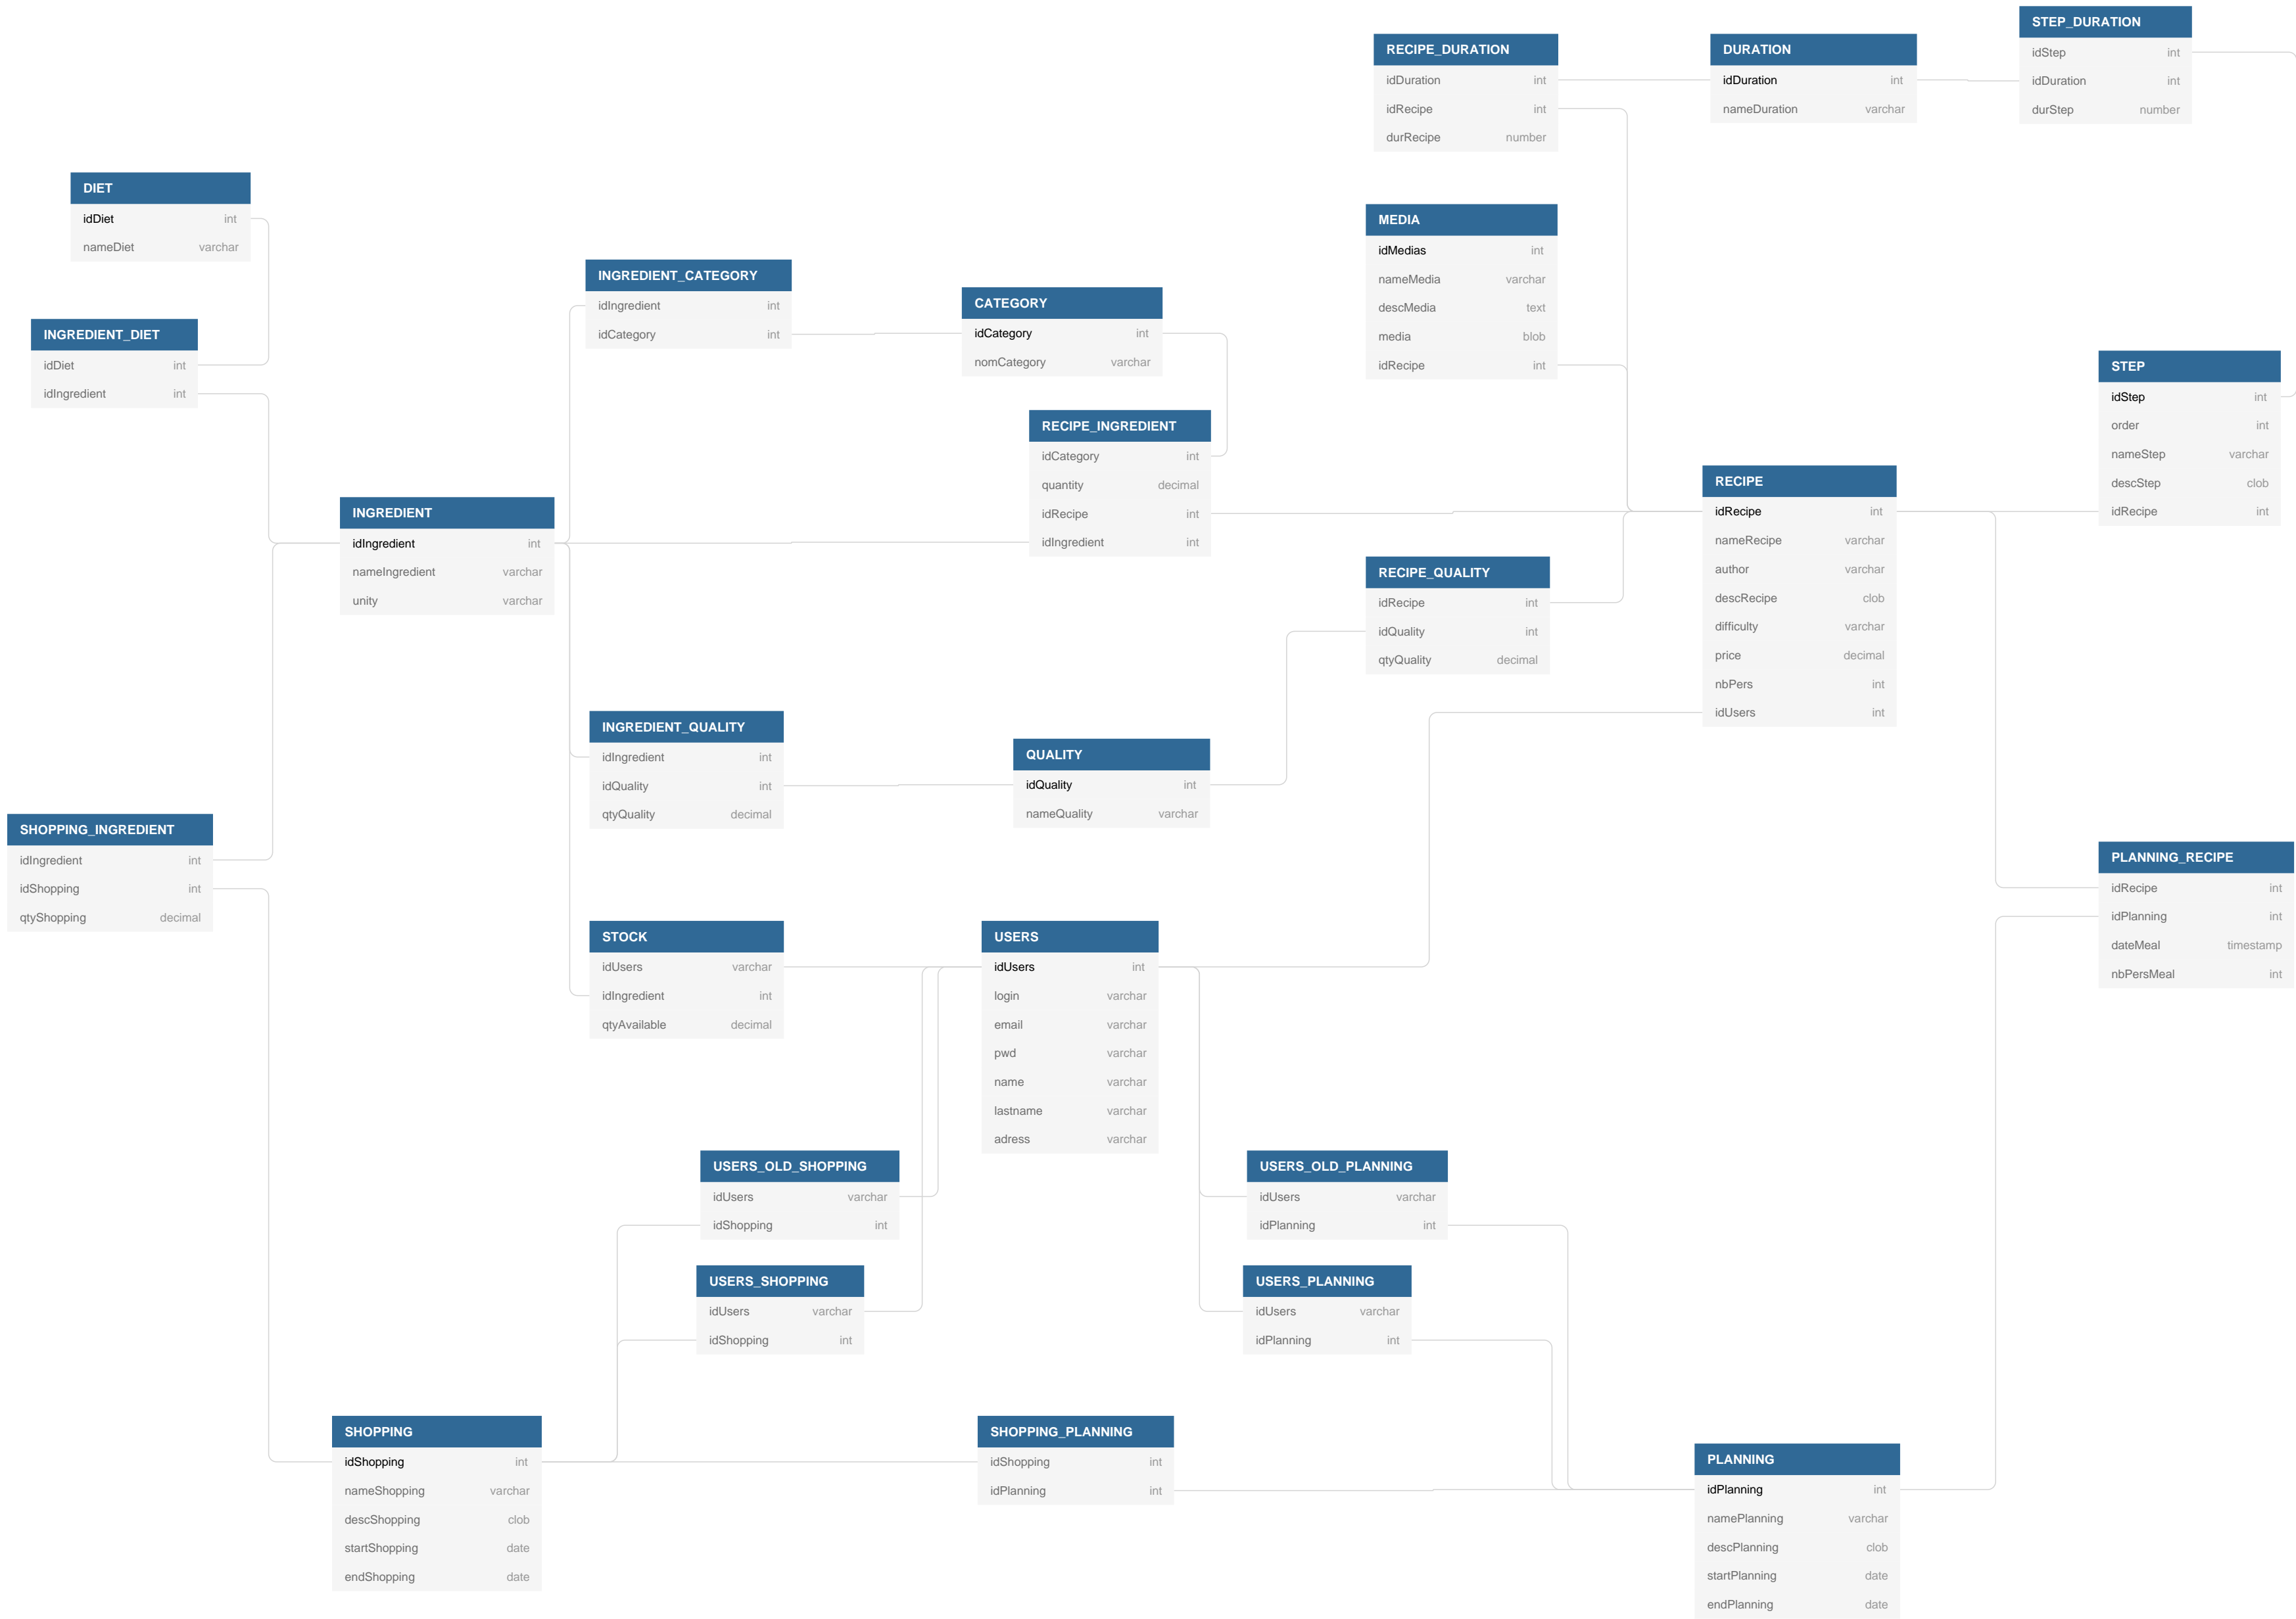 STEP_DURATION
idStep int
idDuration int
durStep number
RECIPE_DURATION
idDuration int
idRecipe int
durRecipe number
DURATION
idDuration int
nameDuration varchar
DIET
idDiet int
nameDiet varchar
MEDIA
idMedias int
nameMedia varchar
descMedia text
media blob
idRecipe int
INGREDIENT_CATEGORY
idIngredient int
idCategory int
CATEGORY
idCategory int
nomCategory varchar
INGREDIENT_DIET
idDiet int
idIngredient int
STEP
idStep int
order int
nameStep varchar
descStep clob
idRecipe int
RECIPE_INGREDIENT
idCategory int
quantity decimal
idRecipe int
idIngredient int
RECIPE
idRecipe int
nameRecipe varchar
author varchar
descRecipe clob
difficulty varchar
price decimal
nbPers int
idUsers int
INGREDIENT
idIngredient int
nameIngredient varchar
unity varchar
RECIPE_QUALITY
idRecipe int
idQuality int
qtyQuality decimal
INGREDIENT_QUALITY
idIngredient int
idQuality int
qtyQuality decimal
QUALITY
idQuality int
nameQuality varchar
SHOPPING_INGREDIENT
idIngredient int
idShopping int
qtyShopping decimal
PLANNING_RECIPE
idRecipe int
idPlanning int
dateMeal timestamp
nbPersMeal int
STOCK
idUsers varchar
idIngredient int
qtyAvailable decimal
USERS
idUsers int
login varchar
email varchar
pwd varchar
name varchar
lastname varchar
adress varchar
USERS_OLD_SHOPPING
idUsers varchar
idShopping int
USERS_OLD_PLANNING
idUsers varchar
idPlanning int
USERS_SHOPPING
idUsers varchar
idShopping int
USERS_PLANNING
idUsers varchar
idPlanning int
SHOPPING
idShopping int
nameShopping varchar
descShopping clob
startShopping date
endShopping date
SHOPPING_PLANNING
idShopping int
idPlanning int
PLANNING
idPlanning int
namePlanning varchar
descPlanning clob
startPlanning date
endPlanning date